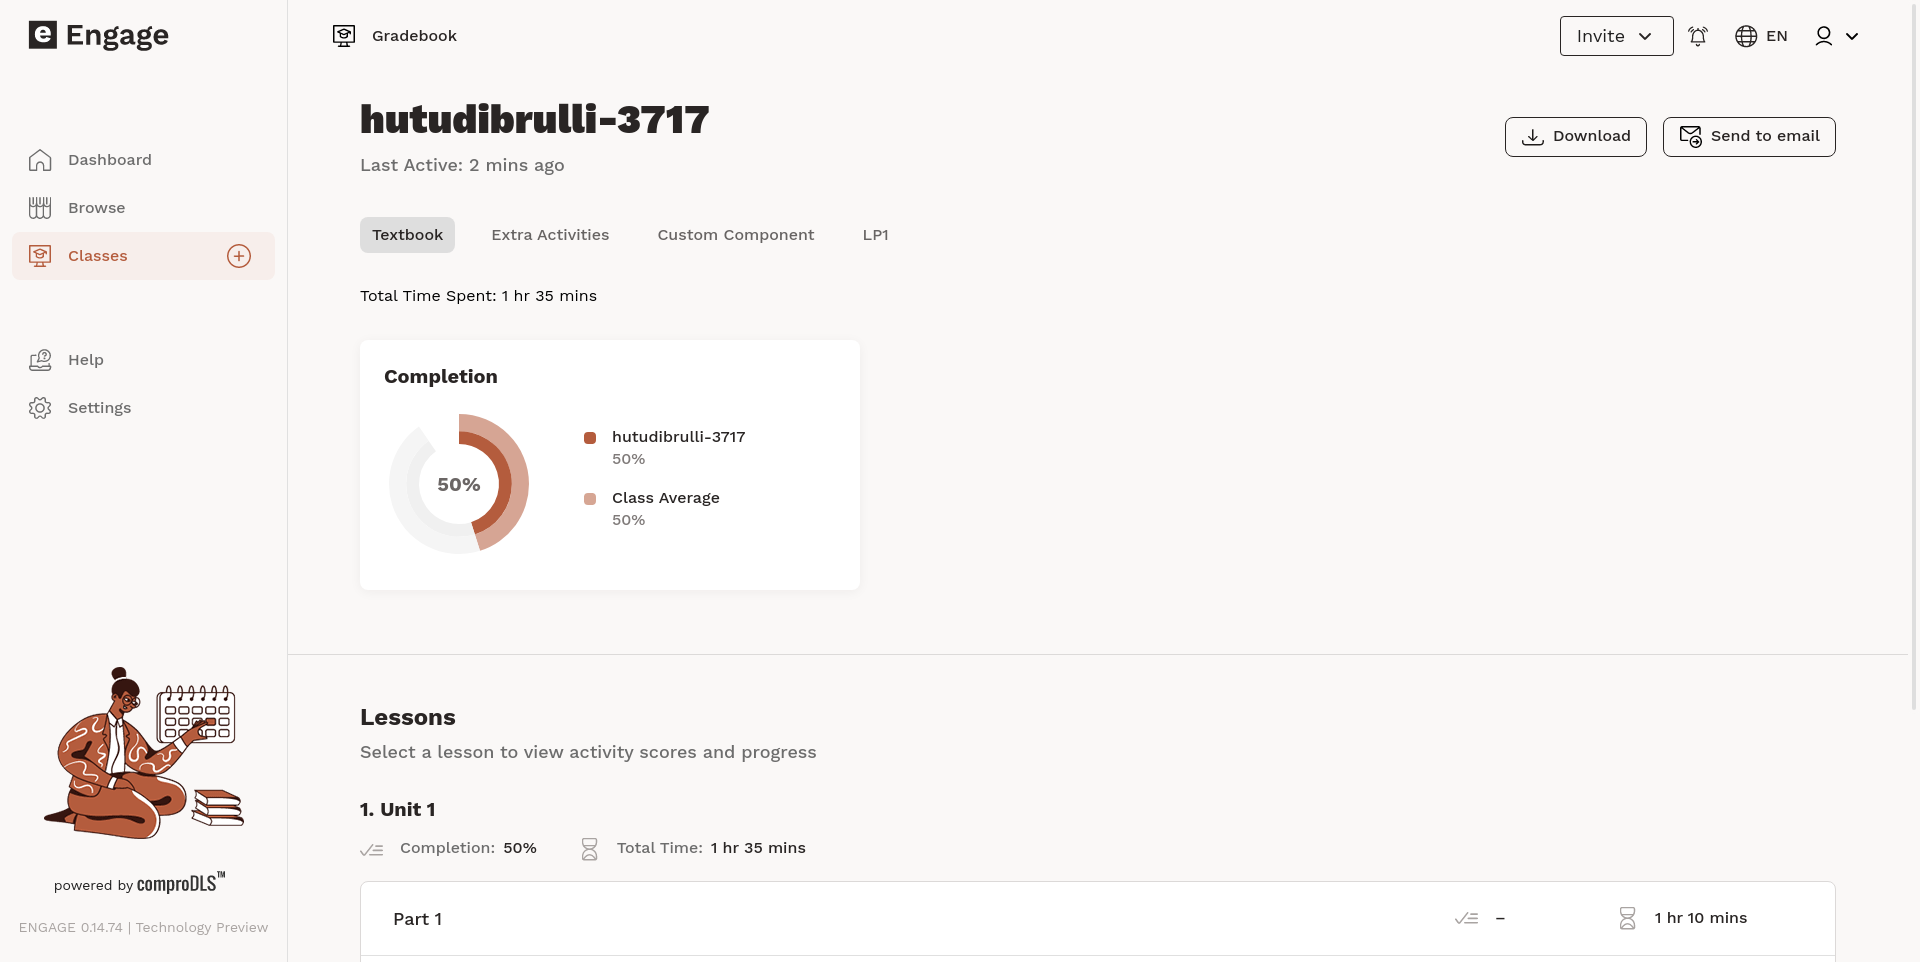 Engage
Gradebook
Invite
EN
Dashboard
Browse
Classes
Help
Settings
powered by comproDLS™
ENGAGE 0.14.74 | Technology Preview
hutudibrulli-3717
Last Active: 2 mins ago
Download
Send to email
Textbook
Extra Activities
Custom Component
LP1
Total Time Spent: 1 hr 35 mins
Completion
50%
hutudibrulli-3717
50%
Class Average
50%
Lessons
Select a lesson to view activity scores and progress
1. Unit 1
Completion: 50%
Total Time: 1 hr 35 mins
Part 1
–
1 hr 10 mins